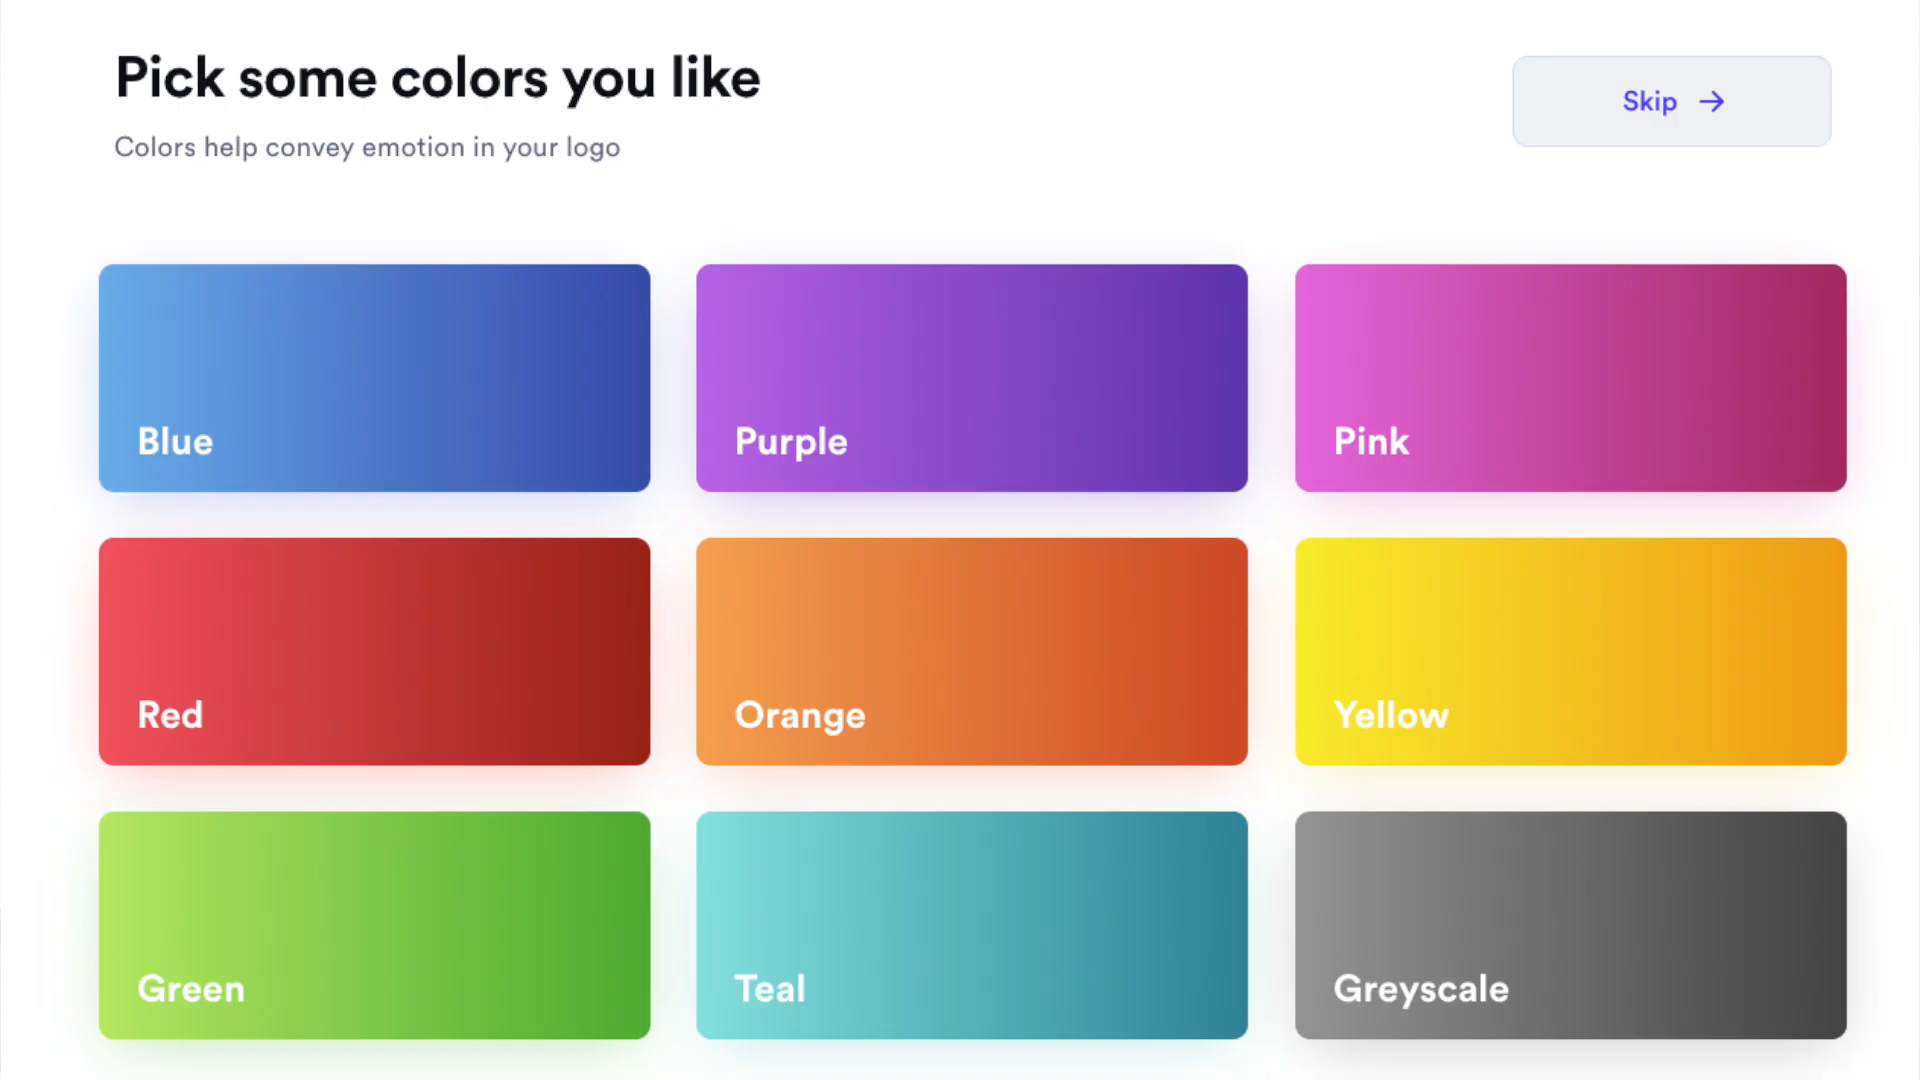 Pick some colors you like
Colors help convey emotion in your logo
Skip →
Blue
Purple
Pink
Red
Orange
Yellow
Green
Teal
Greyscale